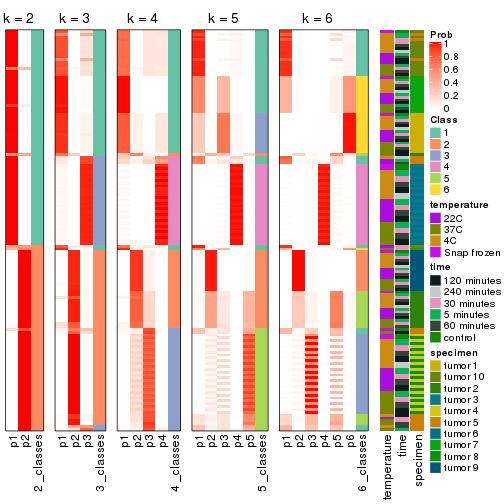 k = 2
k = 3
k = 4
k = 5
k = 6
Prob
1
0.8
0.6
0.4
0.2
0
Class
1
2
3
4
5
6
temperature
22C
37C
4C
Snap frozen
time
120 minutes
240 minutes
30 minutes
5 minutes
60 minutes
control
specimen
tumor 1
tumor 10
tumor 2
tumor 3
tumor 4
tumor 5
tumor 6
tumor 7
tumor 8
tumor 9
p1
p2
2_classes
p1
p2
p3
3_classes
p1
p2
p3
p4
4_classes
p1
p2
p3
p4
p5
5_classes
p1
p2
p3
p4
p5
p6
6_classes
temperature
time
specimen